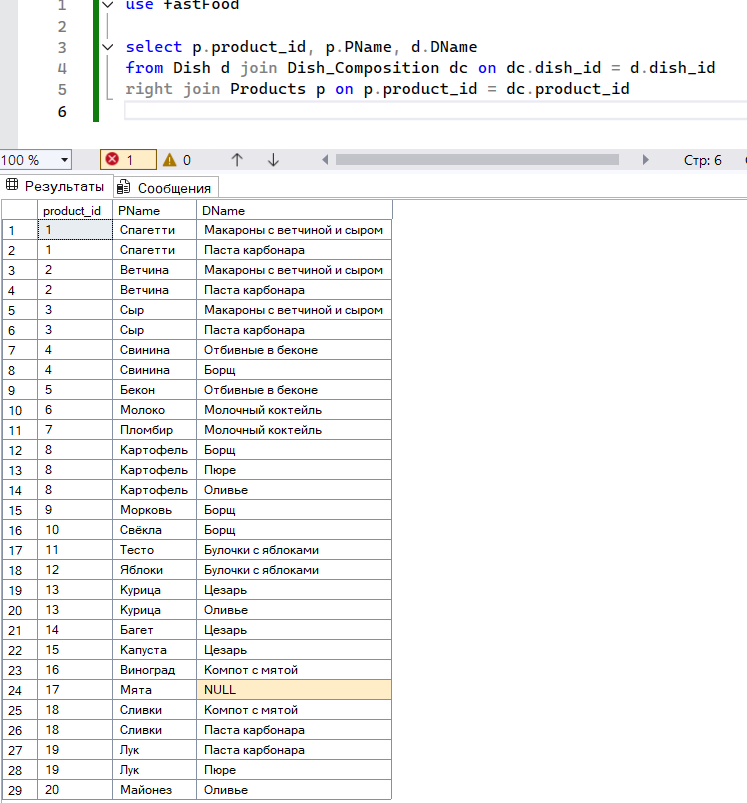 1 use fastFood
2
3 select p.product_id, p.PName, d.DName
4 from Dish d join Dish_Composition dc on dc.dish_id = d.dish_id
5 right join Products p on p.product_id = dc.product_id
6
100 % 1 0 Стр: 6
Результаты Сообщения
product_id PName DName
1 1 Спагетти Макароны с ветчиной и сыром
2 1 Спагетти Паста карбонара
3 2 Ветчина Макароны с ветчиной и сыром
4 2 Ветчина Паста карбонара
5 3 Сыр Макароны с ветчиной и сыром
6 3 Сыр Паста карбонара
7 4 Свинина Отбивные в беконе
8 4 Свинина Борщ
9 5 Бекон Отбивные в беконе
10 6 Молоко Молочный коктейль
11 7 Пломбир Молочный коктейль
12 8 Картофель Борщ
13 8 Картофель Пюре
14 8 Картофель Оливье
15 9 Морковь Борщ
16 10 Свёкла Борщ
17 11 Тесто Булочки с яблоками
18 12 Яблоки Булочки с яблоками
19 13 Курица Цезарь
20 13 Курица Оливье
21 14 Багет Цезарь
22 15 Капуста Цезарь
23 16 Виноград Компот с мятой
24 17 Мята NULL
25 18 Сливки Компот с мятой
26 18 Сливки Паста карбонара
27 19 Лук Паста карбонара
28 19 Лук Пюре
29 20 Майонез Оливье